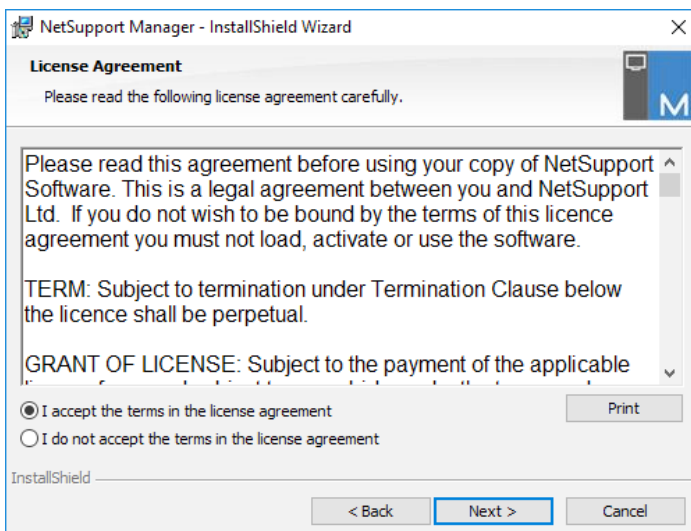 NetSupport Manager - InstallShield Wizard
License Agreement
Please read the following license agreement carefully.
M
Please read this agreement before using your copy of NetSupport
Software. This is a legal agreement between you and NetSupport
Ltd. If you do not wish to be bound by the terms of this licence
agreement you must not load, activate or use the software.
TERM: Subject to termination under Termination Clause below
the licence shall be perpetual.
GRANT OF LICENSE: Subject to the payment of the applicable
I accept the terms in the license agreement
Print
I do not accept the terms in the license agreement
InstallShield
< Back
Next >
Cancel